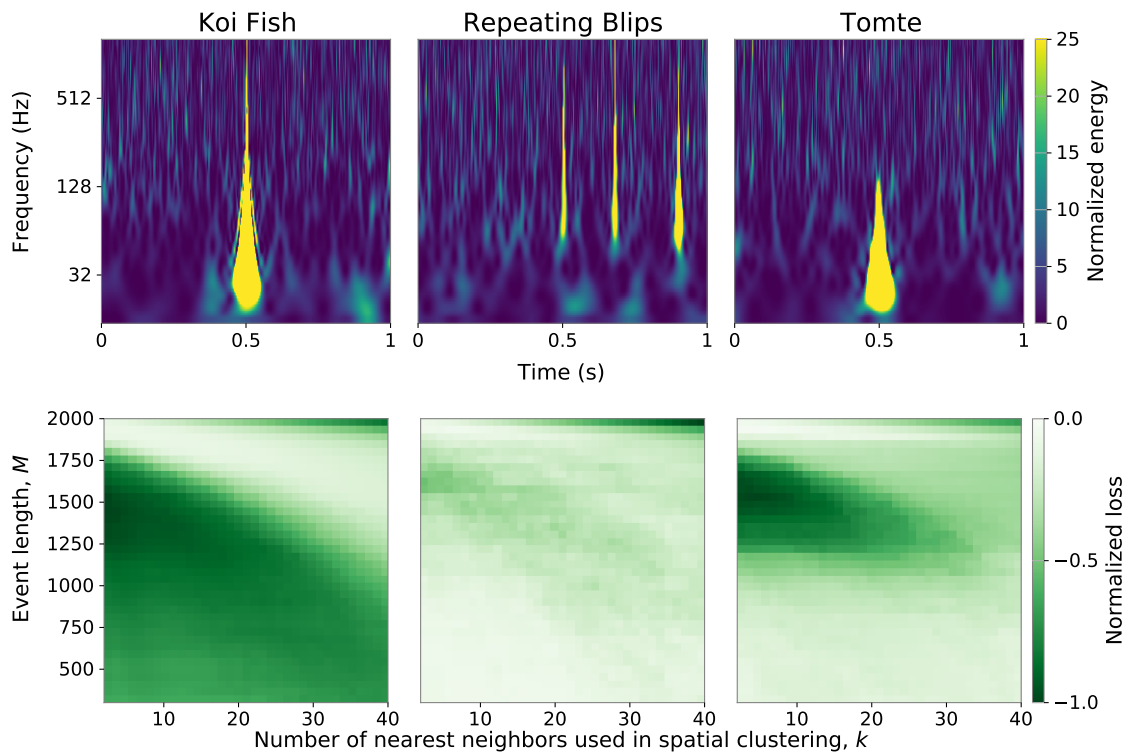 Koi Fish
Repeating Blips
Tomte
Frequency (Hz)
512
128
32
0 0.5 1
0 0.5 1
0 0.5 1
Time (s)
25
20
15
10
5
0
Normalized energy
Event length, M
2000
1750
1500
1250
1000
750
500
10 20 30 40
10 20 30 40
10 20 30 40
Number of nearest neighbors used in spatial clustering, k
0.0
−0.5
−1.0
Normalized loss